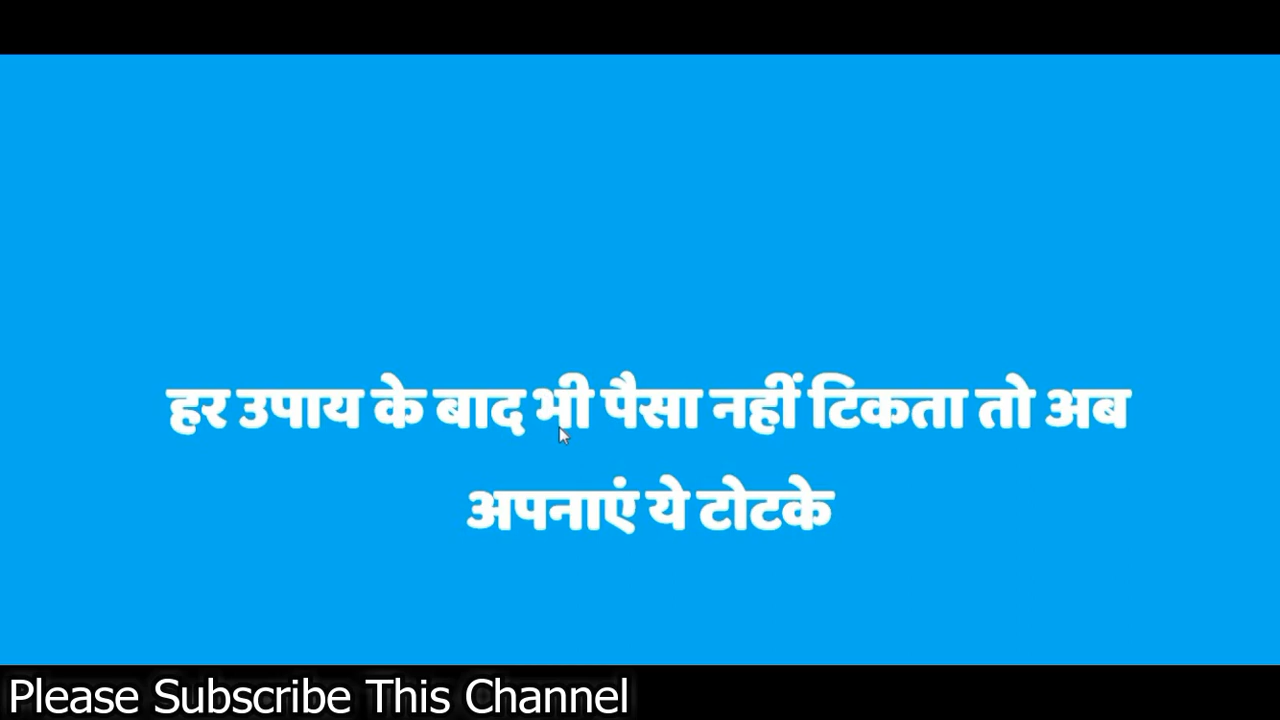 हर उपाय के बाद भी पैसा नहीं टिकता तो अब
अपनाएं ये टोटके
Please Subscribe This Channel